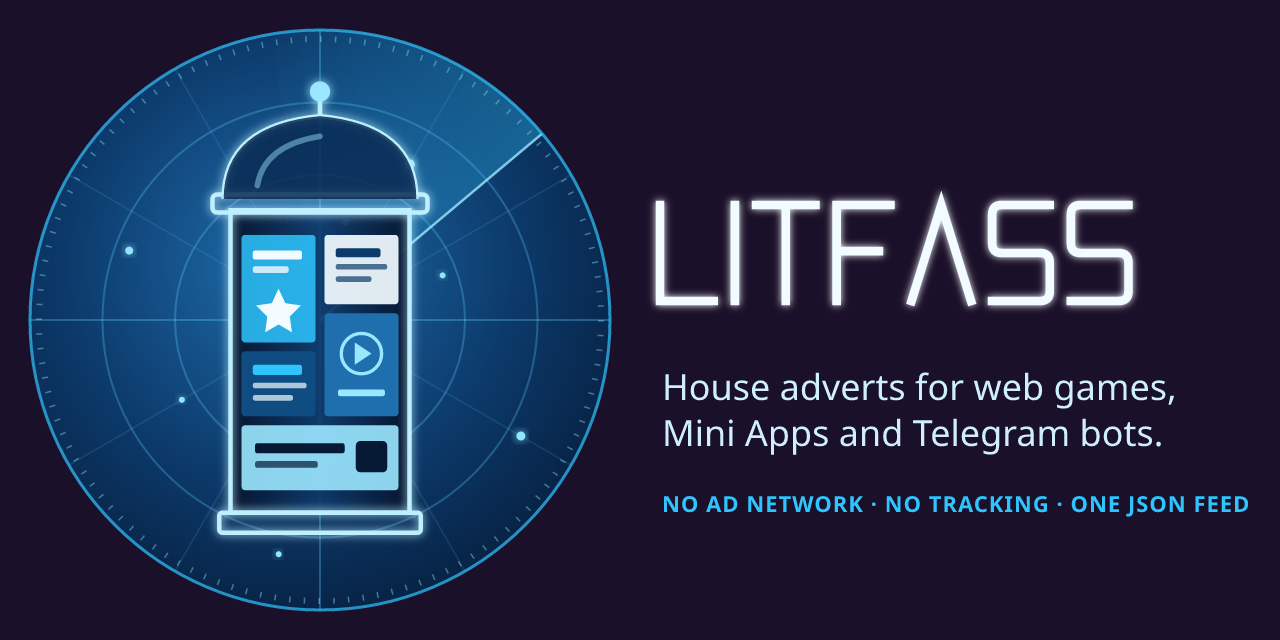 LITFASS
House adverts for web games,
Mini Apps and Telegram bots.
NO AD NETWORK · NO TRACKING · ONE JSON FEED